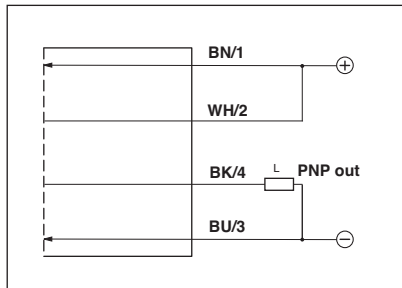 BN/1
+
WH/2
BK/4
L
PNP out
BU/3
−